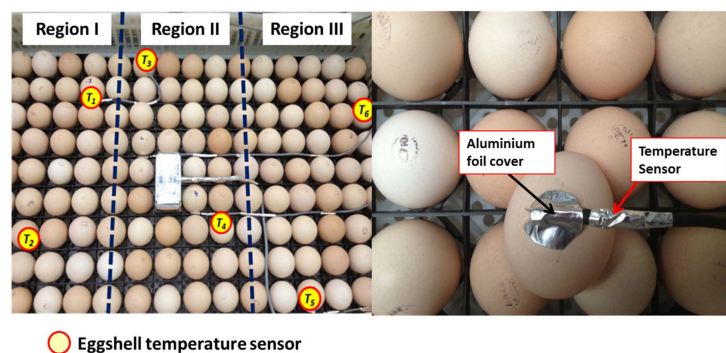 Region I
Region II
Region III
T3
T1
T6
T4
T2
T5
Aluminium
foil cover
Temperature
Sensor
Eggshell temperature sensor